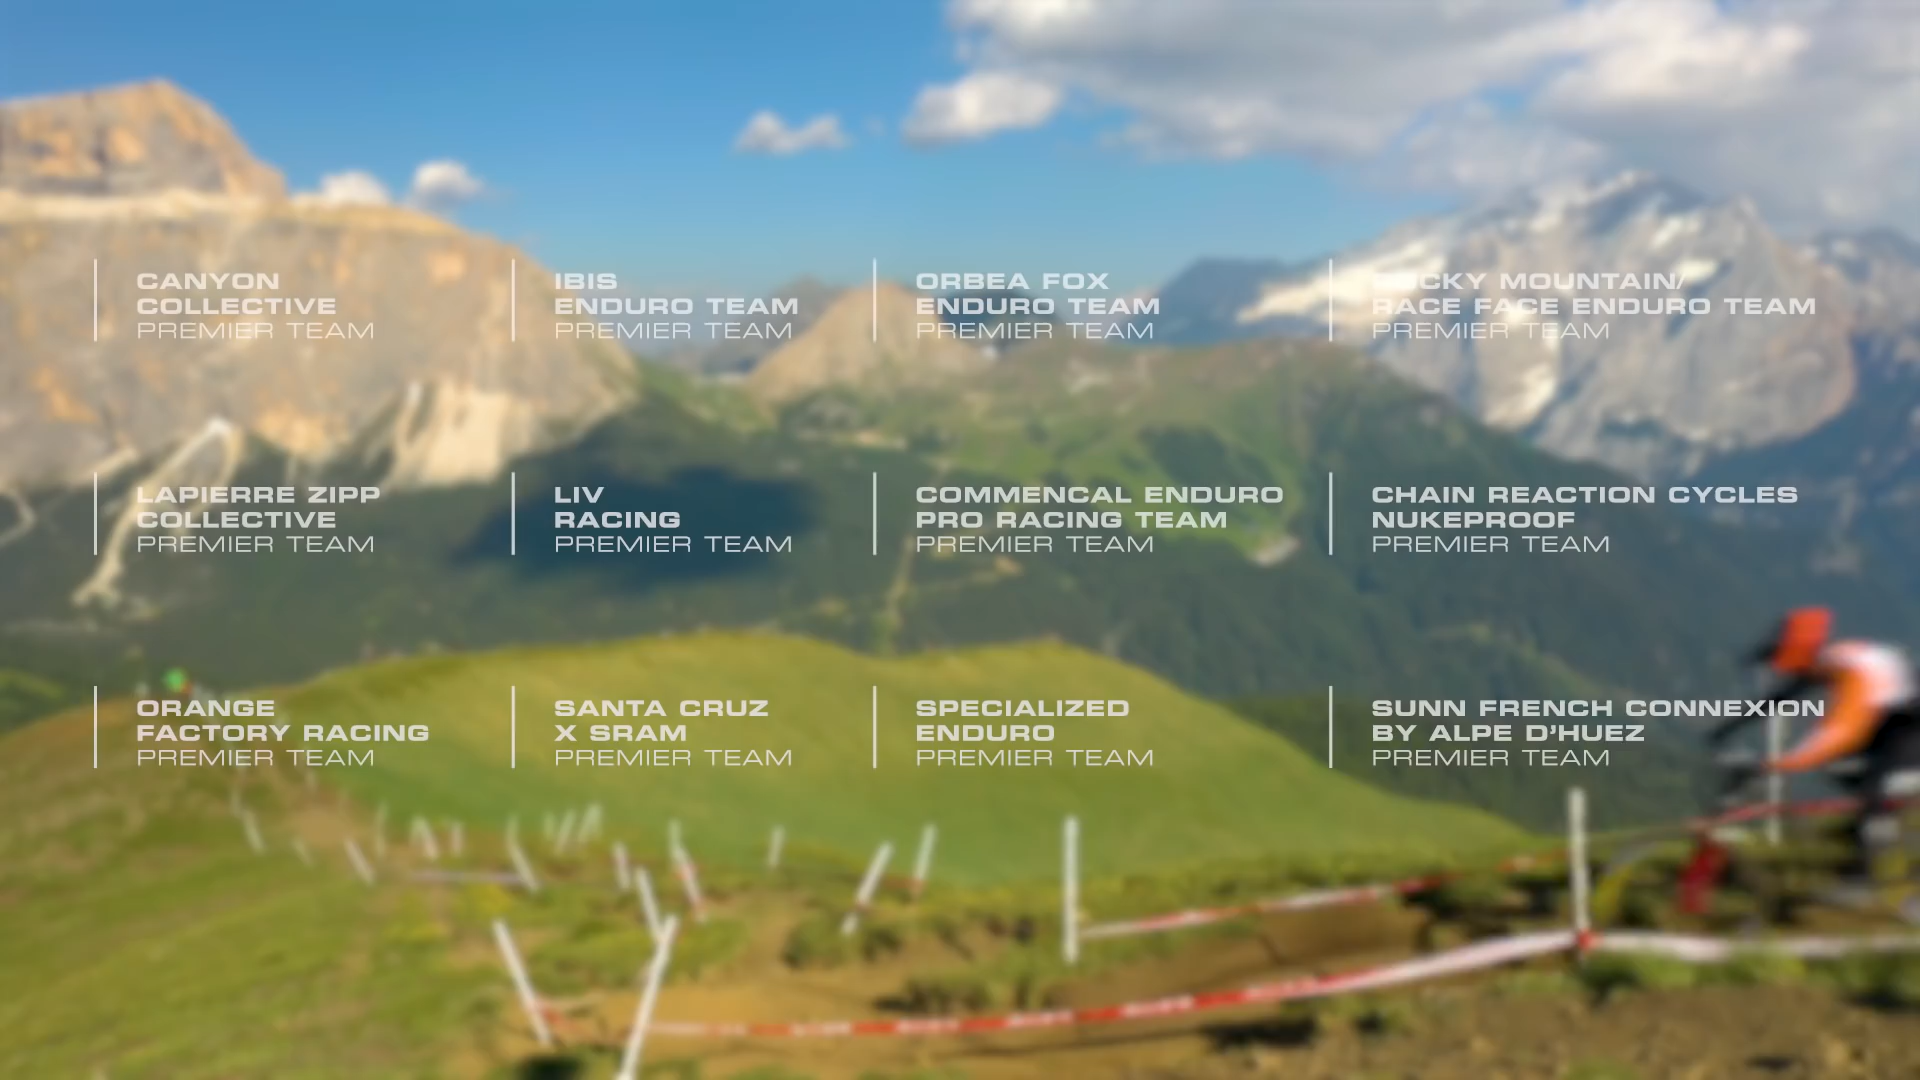 CANYON
COLLECTIVE
PREMIER TEAM
IBIS
ENDURO TEAM
PREMIER TEAM
ORBEA FOX
ENDURO TEAM
PREMIER TEAM
ROCKY MOUNTAIN/
RACE FACE ENDURO TEAM
PREMIER TEAM
LAPIERRE ZIPP
COLLECTIVE
PREMIER TEAM
LIV
RACING
PREMIER TEAM
COMMENCAL ENDURO
PRO RACING TEAM
PREMIER TEAM
CHAIN REACTION CYCLES
NUKEPROOF
PREMIER TEAM
ORANGE
FACTORY RACING
PREMIER TEAM
SANTA CRUZ
X SRAM
PREMIER TEAM
SPECIALIZED
ENDURO
PREMIER TEAM
SUNN FRENCH CONNEXION
BY ALPE D'HUEZ
PREMIER TEAM